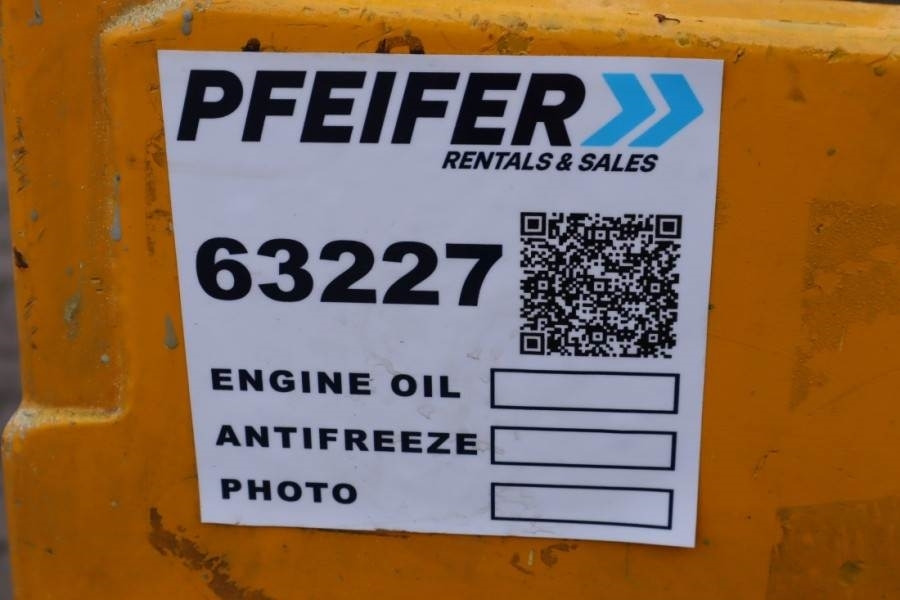 PFEIFER
RENTALS & SALES
63227
ENGINE OIL
ANTIFREEZE
PHOTO